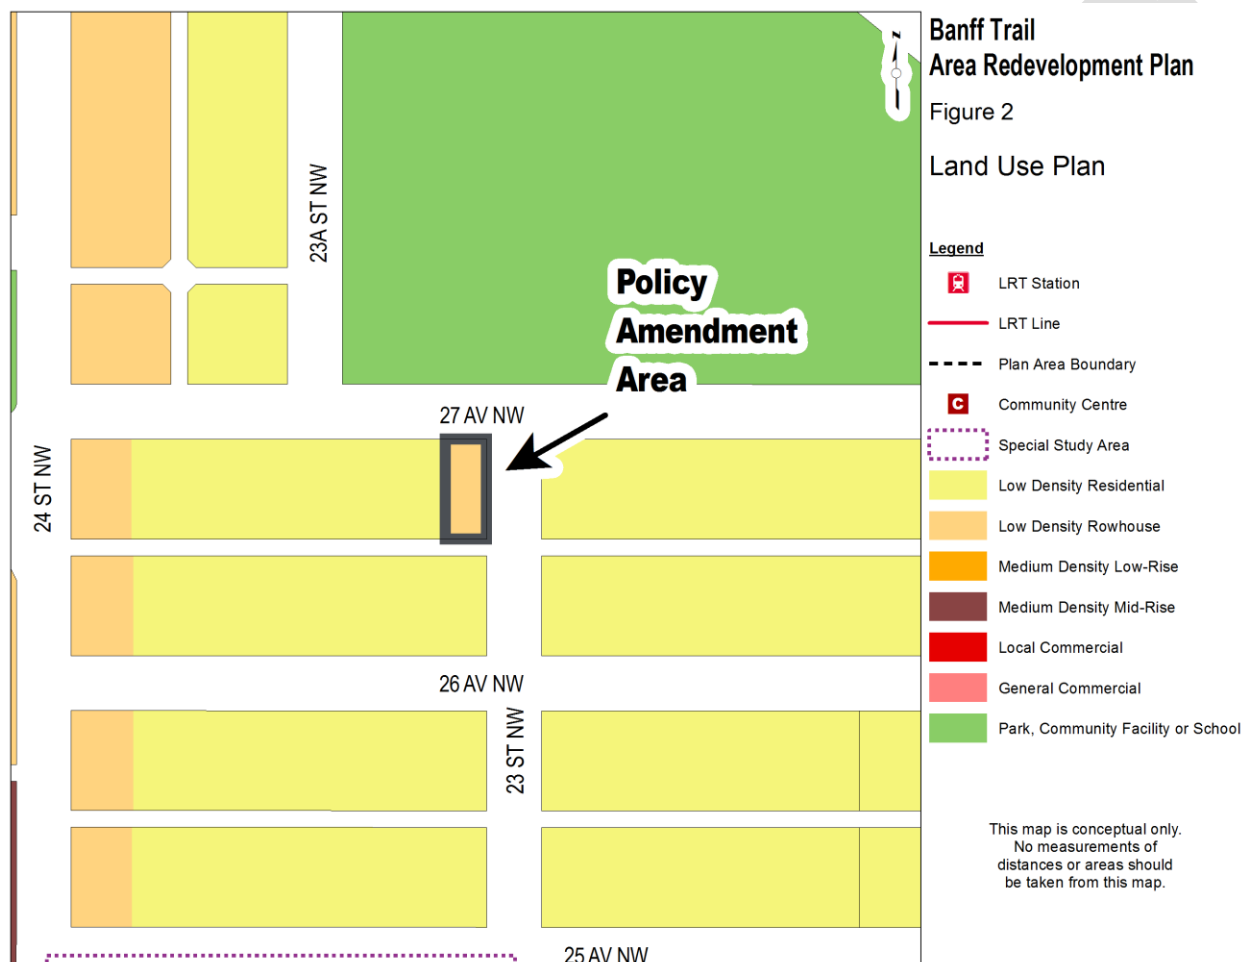 Banff Trail
Area Redevelopment Plan
Figure 2
Land Use Plan
Legend
LRT Station
LRT Line
Plan Area Boundary
C
Community Centre
Special Study Area
Low Density Residential
Low Density Rowhouse
Medium Density Low-Rise
Medium Density Mid-Rise
Local Commercial
General Commercial
Park, Community Facility or School
This map is conceptual only.
No measurements of
distances or areas should
be taken from this map.
N
23A ST NW
Policy
Amendment
Area
27 AV NW
24 ST NW
26 AV NW
23 ST NW
25 AV NW